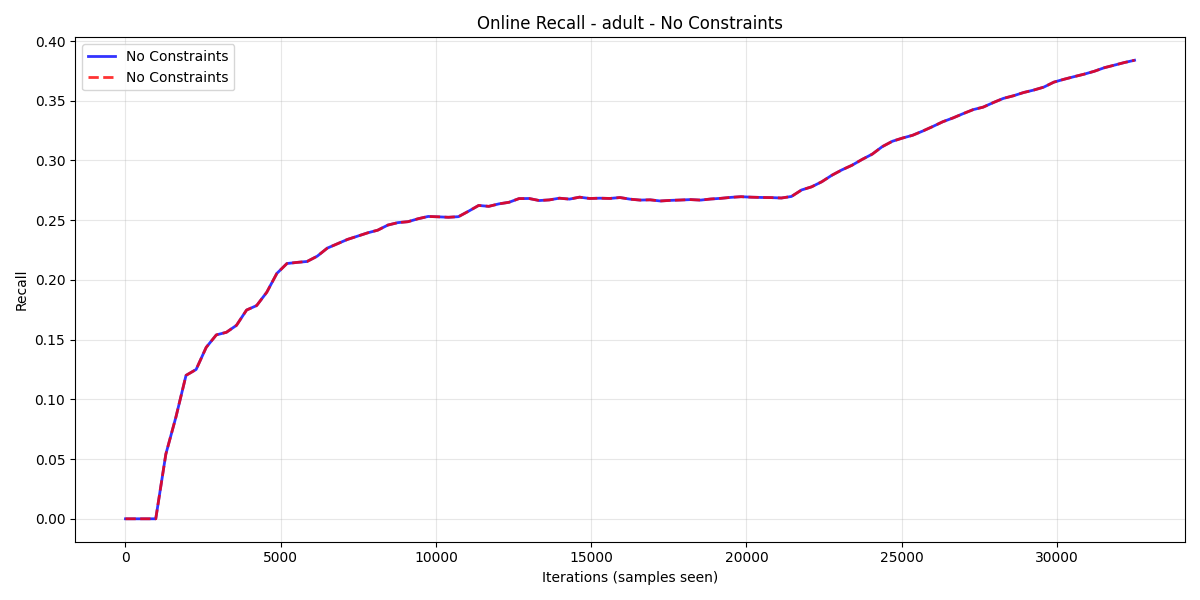 Online Recall - adult - No Constraints
No Constraints
No Constraints
0.40
0.35
0.30
0.25
0.20
0.15
0.10
0.05
0.00
Recall
0 5000 10000 15000 20000 25000 30000
Iterations (samples seen)